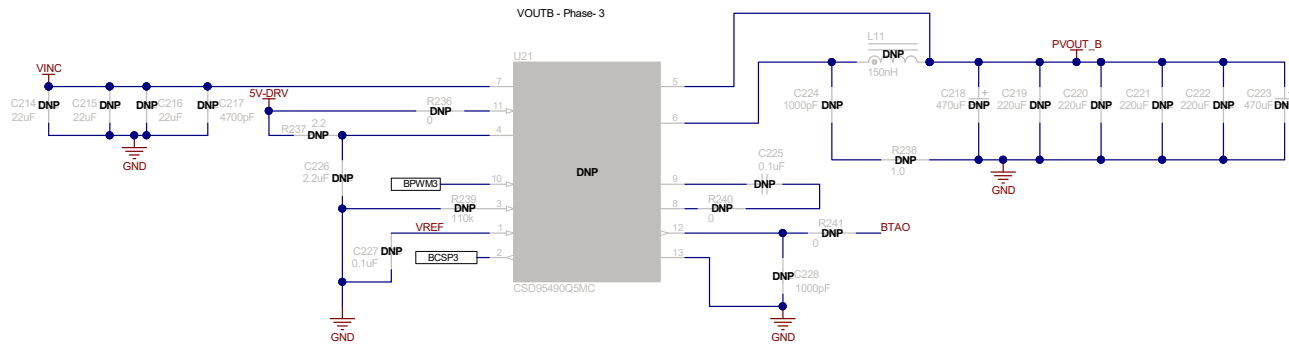 VOUTB - Phase- 3
U21
L11
DNP
150nH
PVOUT_B
VINC
5V-DRV
7
5
C214
DNP
22uF
C215
DNP
22uF
C216
DNP
22uF
C217
DNP
4700pF
R236
DNP
0
11
R237
2.2
DNP
4
6
C224
1000pF
DNP
C218
470uF
DNP
+
C219
220uF
DNP
C220
220uF
DNP
C221
220uF
DNP
C222
220uF
DNP
C223
470uF
GND
R238
1.0
GND
C226
2.2uF
DNP
DNP
C225
0.1uF
DNP
BPWM3
10
9
R239
DNP
110k
3
8
R240
DNP
0
VREF
1
12
R241
DNP
0
BTAO
C227
0.1uF
DNP
BCSP3
2
13
C228
DNP
1000pF
CSD95490Q5MC
GND
GND